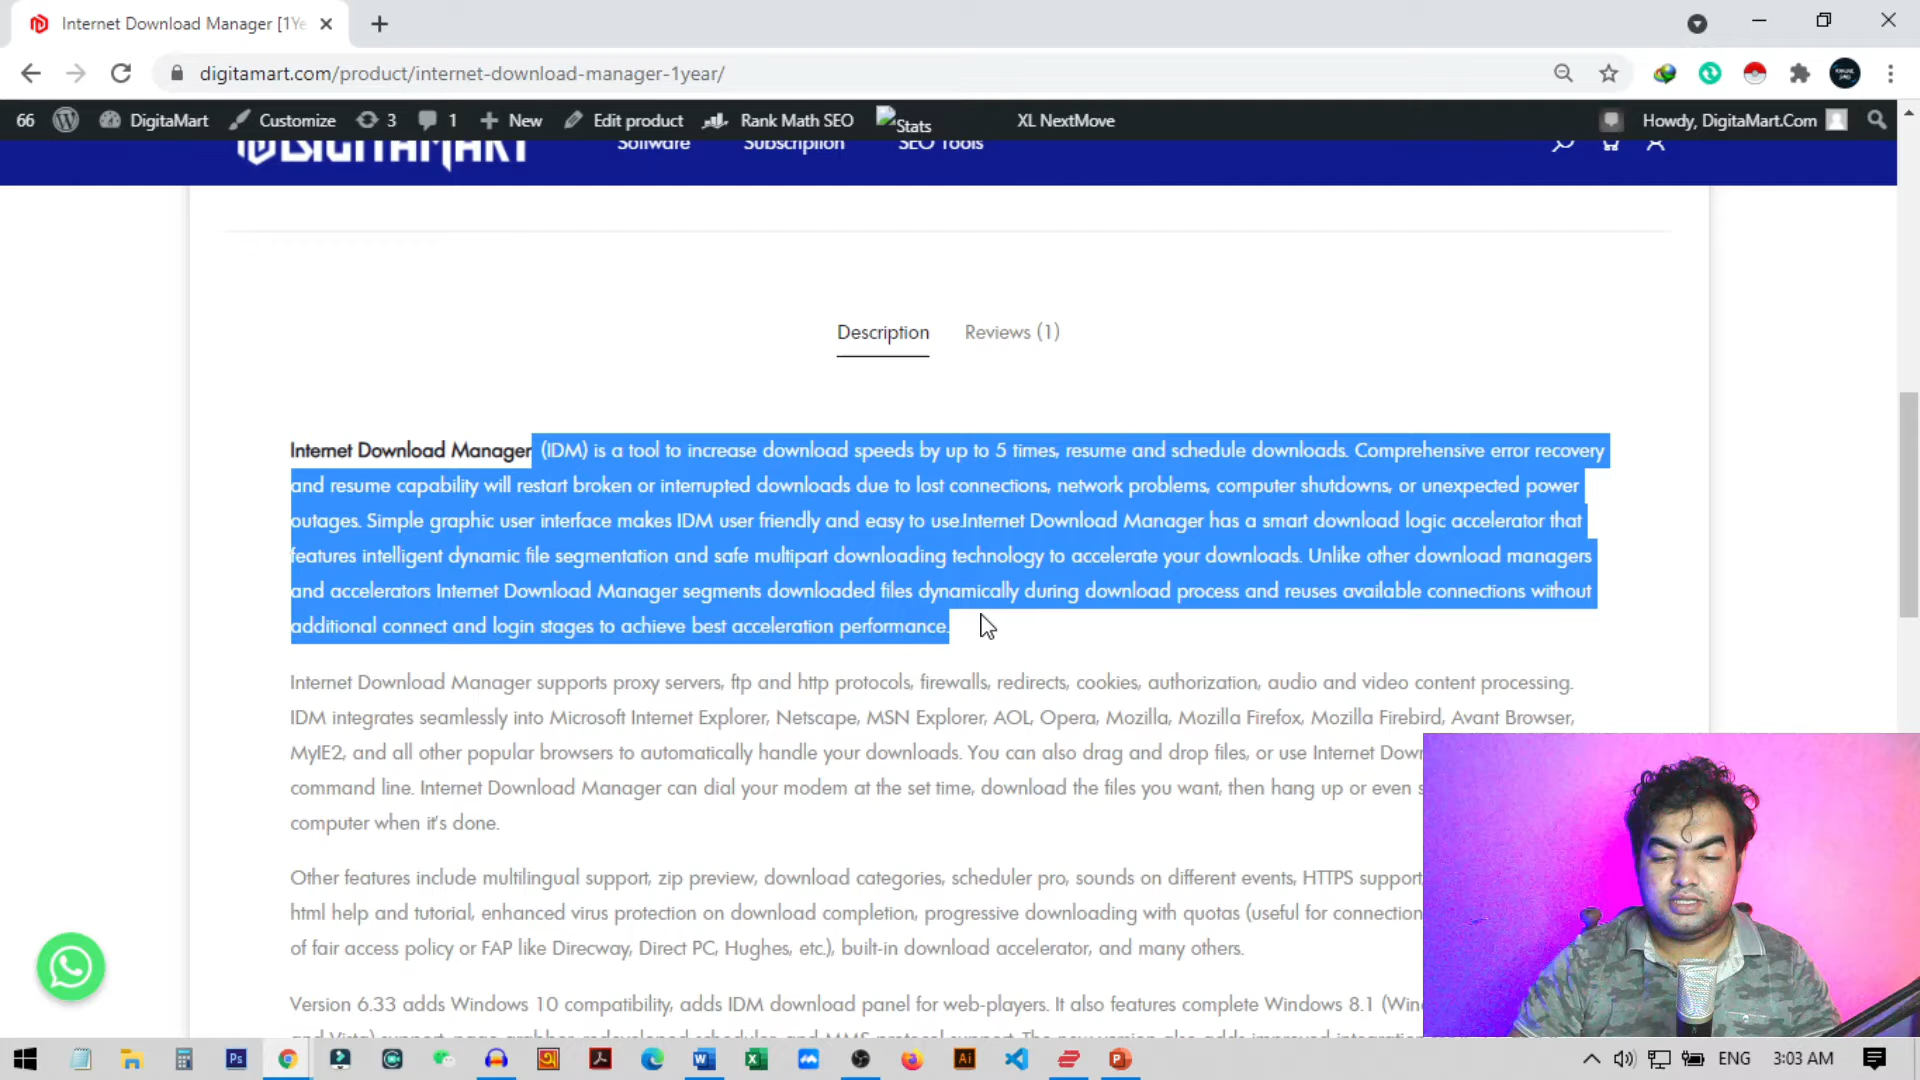 Internet Download Manager [1Ye
digitamart.com/product/internet-download-manager-1year/
66 DigitaMart Customize 3 1 New Edit product Rank Math SEO Stats XL NextMove Howdy, DigitaMart.Com
DIGITAMART Software Subscription SEO Tools
Description Reviews (1)
Internet Download Manager (IDM) is a tool to increase download speeds by up to 5 times, resume and schedule downloads. Comprehensive error recovery
and resume capability will restart broken or interrupted downloads due to lost connections, network problems, computer shutdowns, or unexpected power
outages. Simple graphic user interface makes IDM user friendly and easy to use.Internet Download Manager has a smart download logic accelerator that
features intelligent dynamic file segmentation and safe multipart downloading technology to accelerate your downloads. Unlike other download managers
and accelerators Internet Download Manager segments downloaded files dynamically during download process and reuses available connections without
additional connect and login stages to achieve best acceleration performance.
Internet Download Manager supports proxy servers, ftp and http protocols, firewalls, redirects, cookies, authorization, audio and video content processing.
IDM integrates seamlessly into Microsoft Internet Explorer, Netscape, MSN Explorer, AOL, Opera, Mozilla, Mozilla Firefox, Mozilla Firebird, Avant Browser,
MyIE2, and all other popular browsers to automatically handle your downloads. You can also drag and drop files, or use Internet Down
command line. Internet Download Manager can dial your modem at the set time, download the files you want, then hang up or even s
computer when it's done.
Other features include multilingual support, zip preview, download categories, scheduler pro, sounds on different events, HTTPS support,
html help and tutorial, enhanced virus protection on download completion, progressive downloading with quotas (useful for connection
of fair access policy or FAP like Direcway, Direct PC, Hughes, etc.), built-in download accelerator, and many others.
Version 6.33 adds Windows 10 compatibility, adds IDM download panel for web-players. It also features complete Windows 8.1 (Wind
ENG 3:03 AM